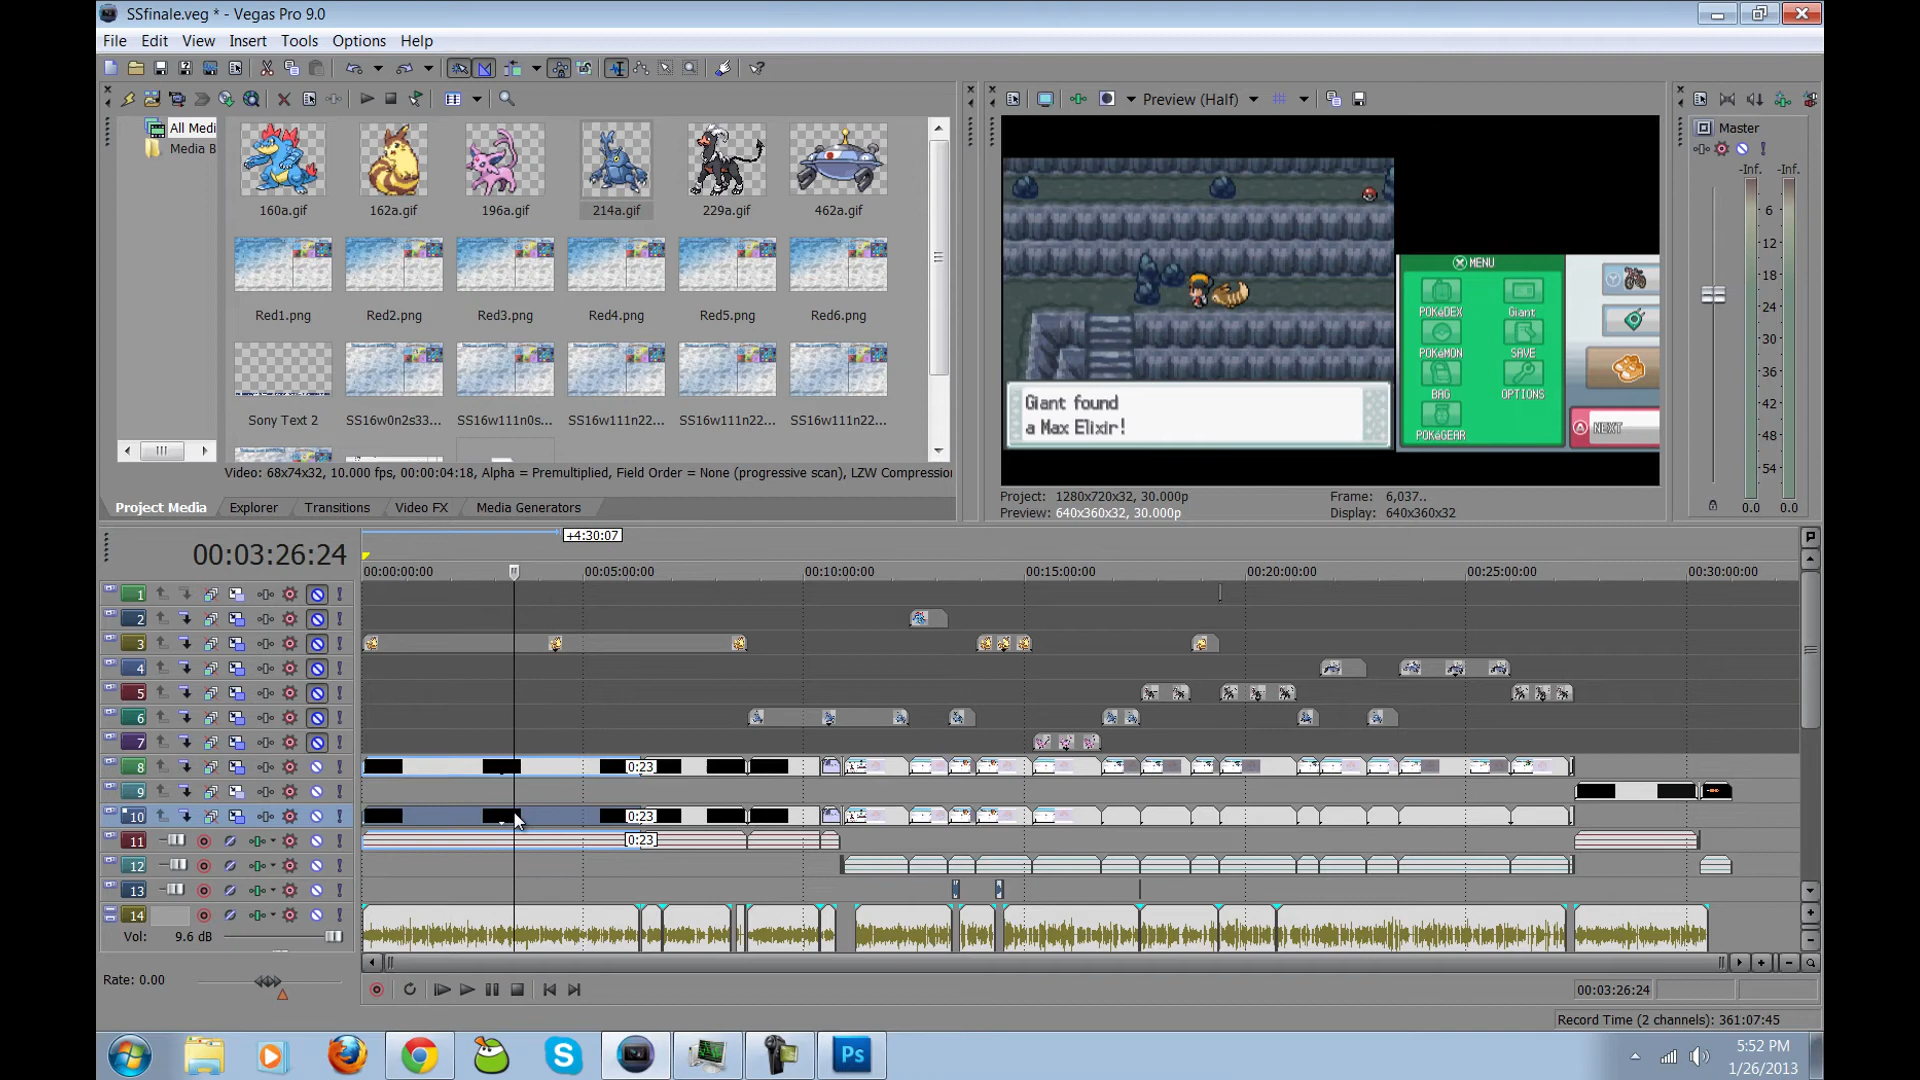 SSfinale.veg * - Vegas Pro 9.0
File Edit View Insert Tools Options Help
Preview (Half)
All Medi
Media B
160a.gif 162a.gif 196a.gif 214a.gif 229a.gif 462a.gif
Red1.png Red2.png Red3.png Red4.png Red5.png Red6.png
Sony Text 2 SS16w0n2s33... SS16w111n0s... SS16w111n22... SS16w111n22... SS16w111n22...
Video: 68x74x32, 10.000 fps, 00:00:04:18, Alpha = Premultiplied, Field Order = None (progressive scan), LZW Compressio
Project Media Explorer Transitions Video FX Media Generators
MENU
POKéDEX Giant
POKéMON SAVE
BAG OPTIONS
POKéGEAR
NEXT
Giant found
a Max Elixir!
Project: 1280x720x32, 30.000p Frame: 6,037..
Preview: 640x360x32, 30.000p Display: 640x360x32
Master
-Inf. -Inf.
6
12
18
24
30
36
42
48
54
0.0 0.0
00:03:26:24
+4:30:07
00:00:00:00 00:05:00:00 00:10:00:00 00:15:00:00 00:20:00:00 00:25:00:00 00:30:00:00
1
2
3
4
5
6
7
8 0:23
9
10 0:23
11 0:23
12
13
14
Vol: 9.6 dB
Rate: 0.00
00:03:26:24
Record Time (2 channels): 361:07:45
Ps
5:52 PM
1/26/2013